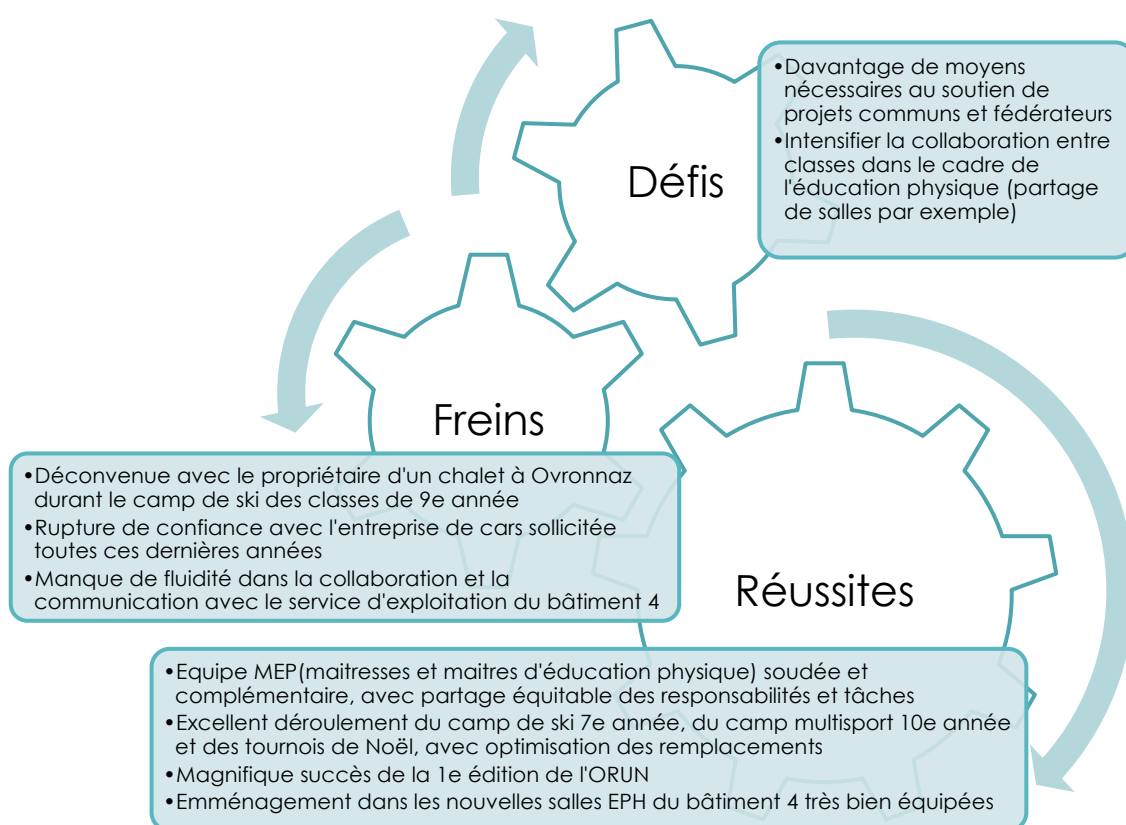 Défis
•Davantage de moyens
nécessaires au soutien de
projets communs et fédérateurs
•Intensifier la collaboration entre
classes dans le cadre de
l'éducation physique (partage
de salles par exemple)
Freins
•Déconvenue avec le propriétaire d'un chalet à Ovronnaz
durant le camp de ski des classes de 9e année
•Rupture de confiance avec l'entreprise de cars sollicitée
toutes ces dernières années
•Manque de fluidité dans la collaboration et la
communication avec le service d'exploitation du bâtiment 4
Réussites
•Equipe MEP(maitresses et maitres d'éducation physique) soudée et
complémentaire, avec partage équitable des responsabilités et tâches
•Excellent déroulement du camp de ski 7e année, du camp multisport 10e année
et des tournois de Noël, avec optimisation des remplacements
•Magnifique succès de la 1e édition de l'ORUN
•Emménagement dans les nouvelles salles EPH du bâtiment 4 très bien équipées